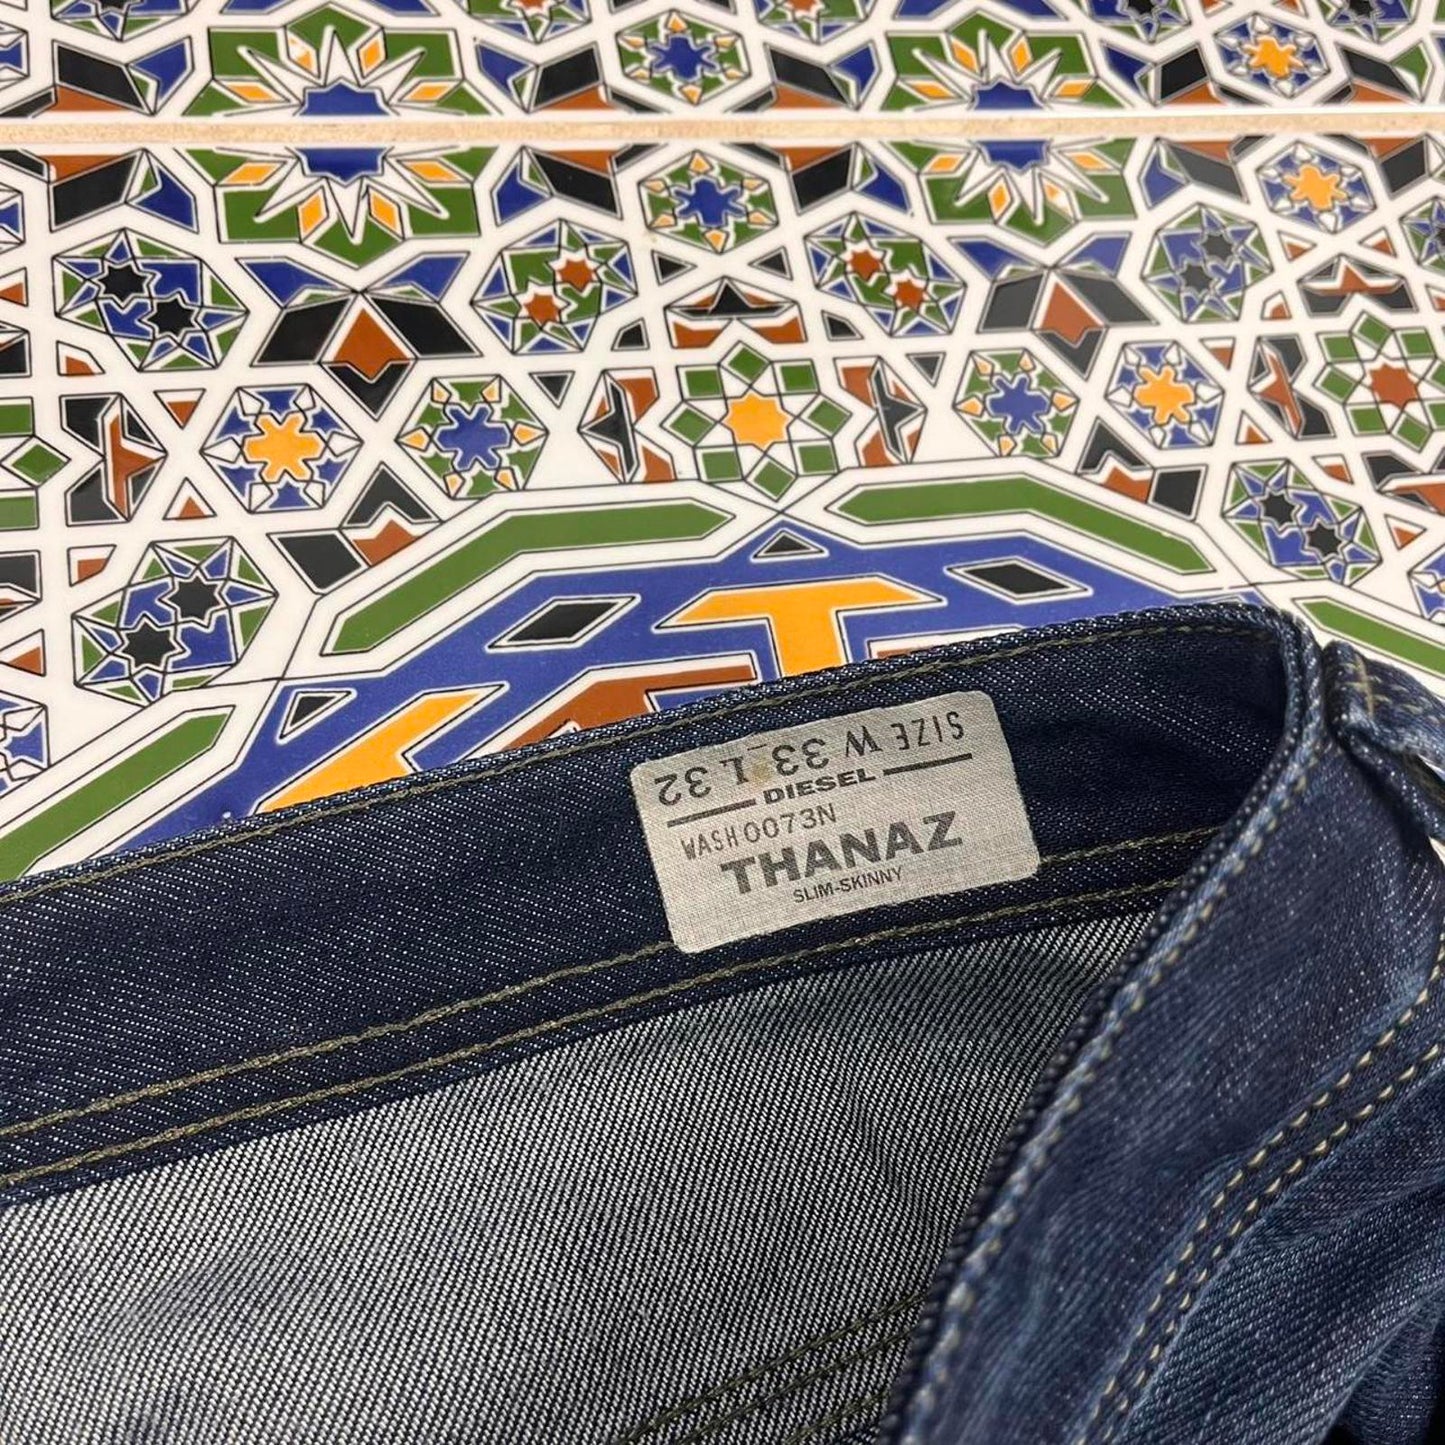 SIZE W 33 L 32
DIESEL
WASH 0073N
THANAZ
SLIM-SKINNY